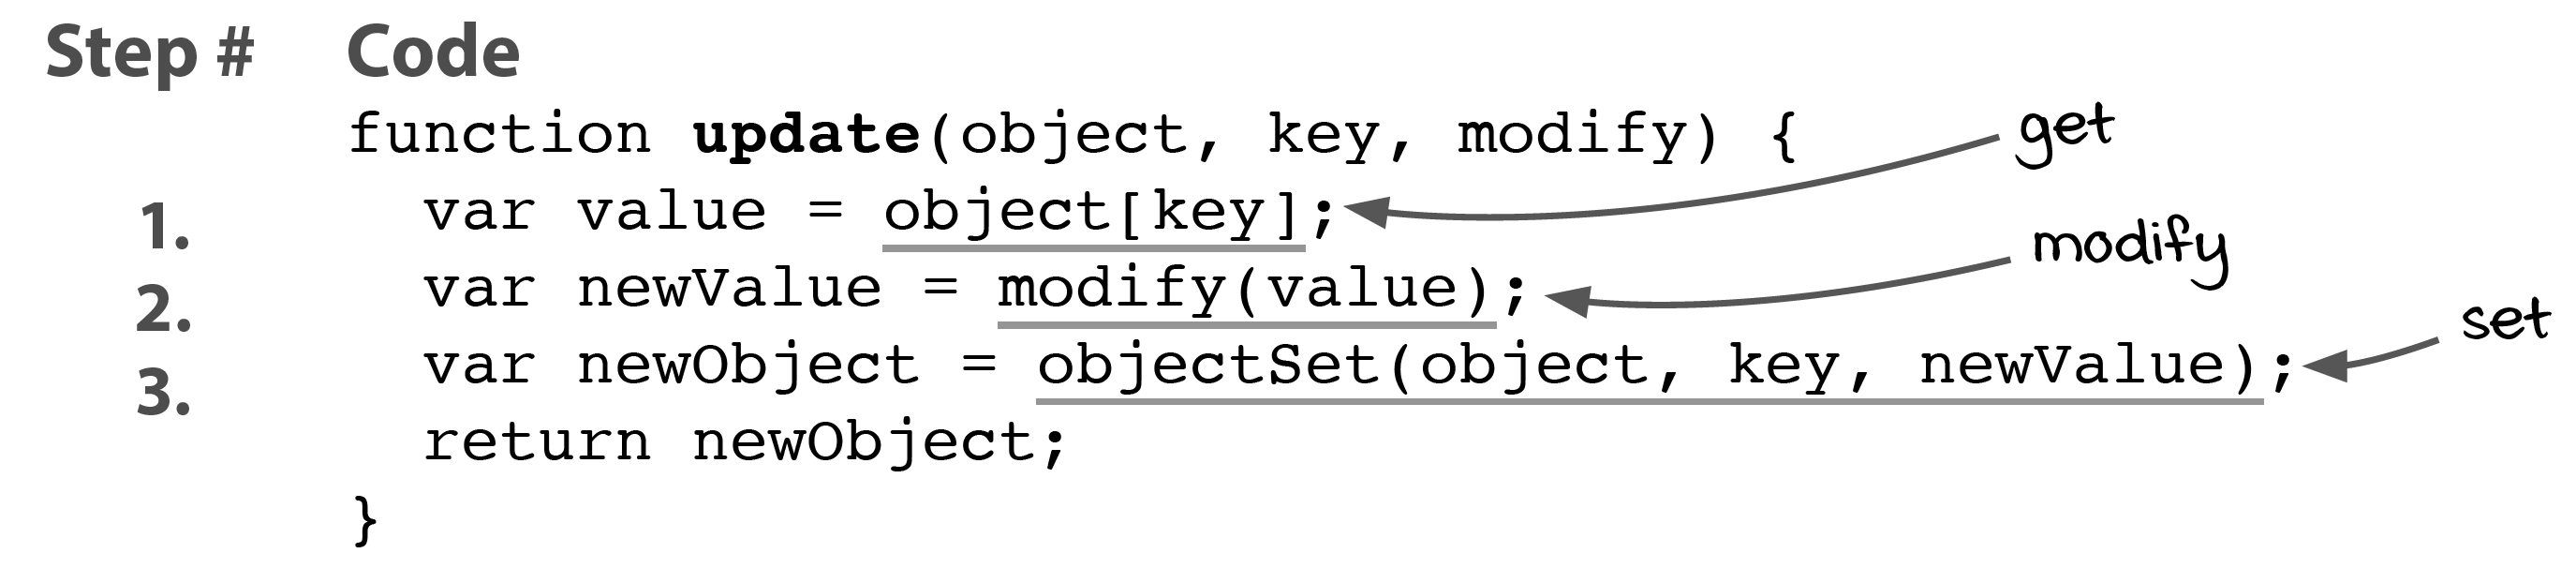 Step # Code
function update(object, key, modify) {
get
1. var value = object[key];
modify
2. var newValue = modify(value);
set
3. var newObject = objectSet(object, key, newValue);
return newObject;
}